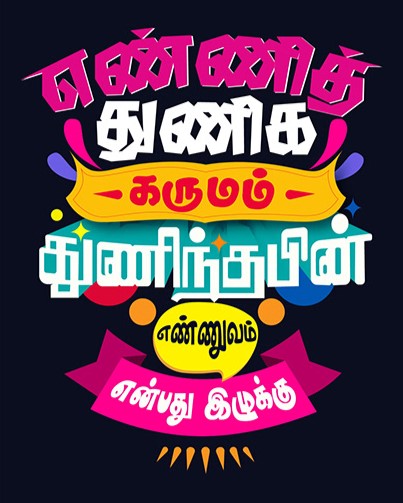 எண்ணித்
துணிக
கருமம்
துணிந்தபின்
எண்ணுவம்
என்பது இழுக்கு